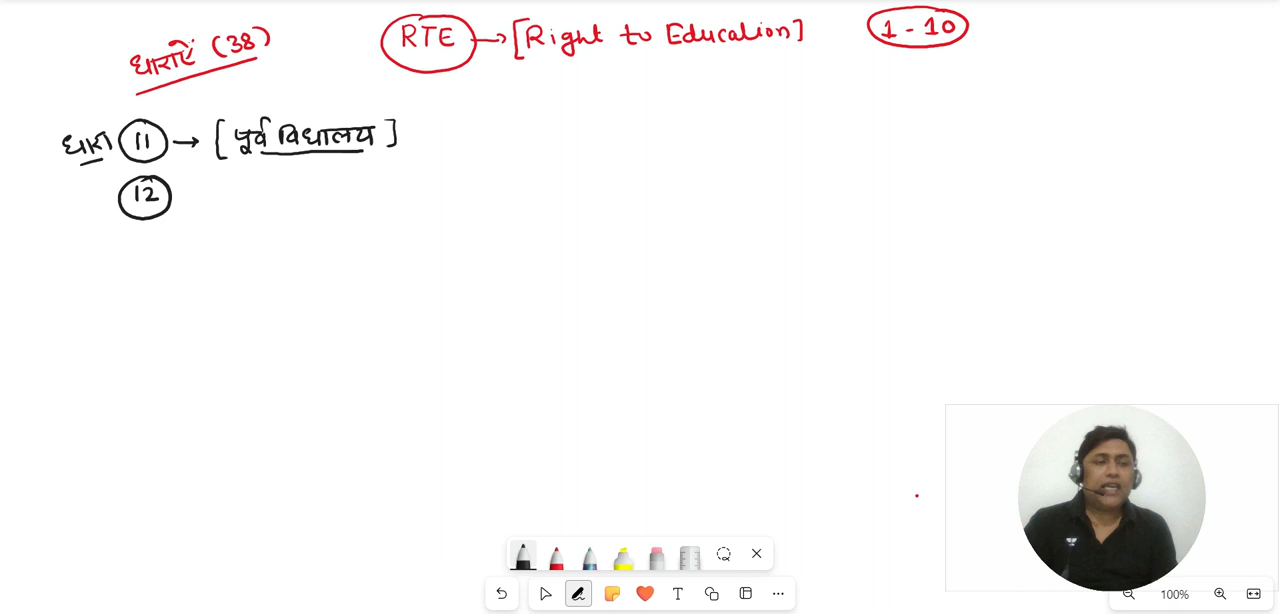 धाराऐं (38)
RTE → [Right to Education]
1 - 10
धारा 11 → [पूर्व विधालय]
12
T
100%